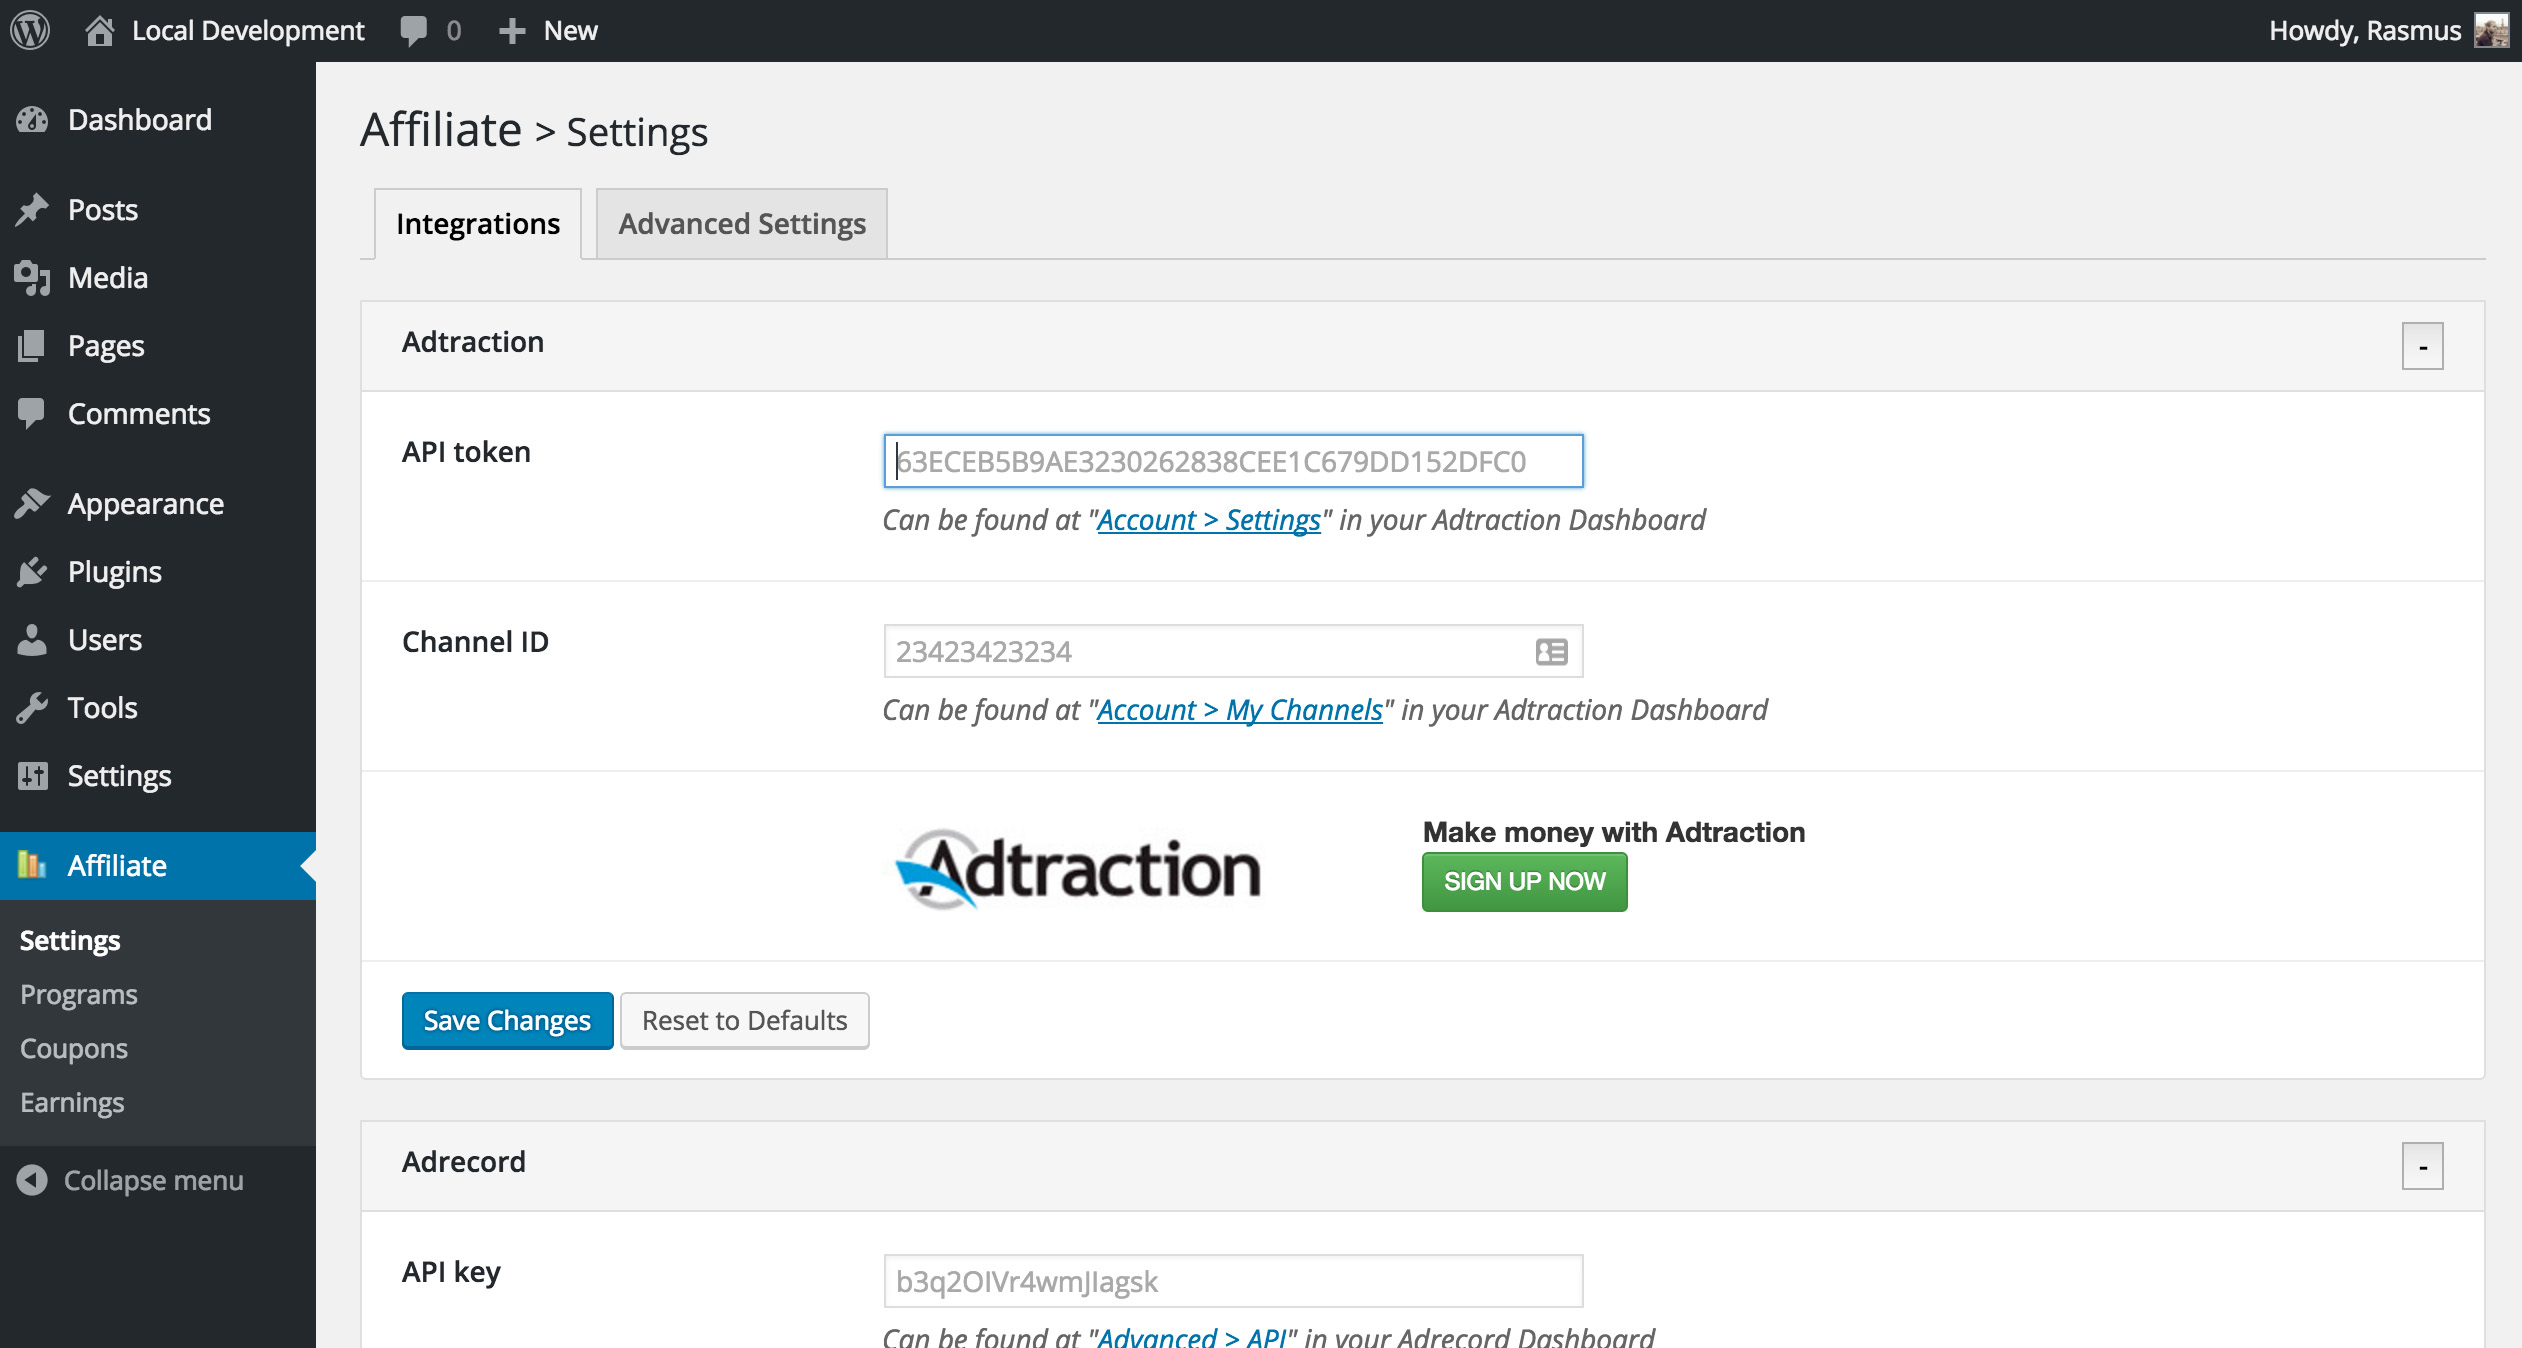 Local Development 0 New Howdy, Rasmus
Dashboard
Posts
Media
Pages
Comments
Appearance
Plugins
Users
Tools
Settings
Affiliate
Settings
Programs
Coupons
Earnings
Collapse menu
Affiliate > Settings
Integrations Advanced Settings
Adtraction -
API token 63ECEB5B9AE3230262838CEE1C679DD152DFC0
Can be found at "Account > Settings" in your Adtraction Dashboard
Channel ID 23423423234
Can be found at "Account > My Channels" in your Adtraction Dashboard
Adtraction
Make money with Adtraction
SIGN UP NOW
Save Changes Reset to Defaults
Adrecord -
API key b3q2OIVr4wmJIagsk
Can be found at "Advanced > API" in your Adrecord Dashboard